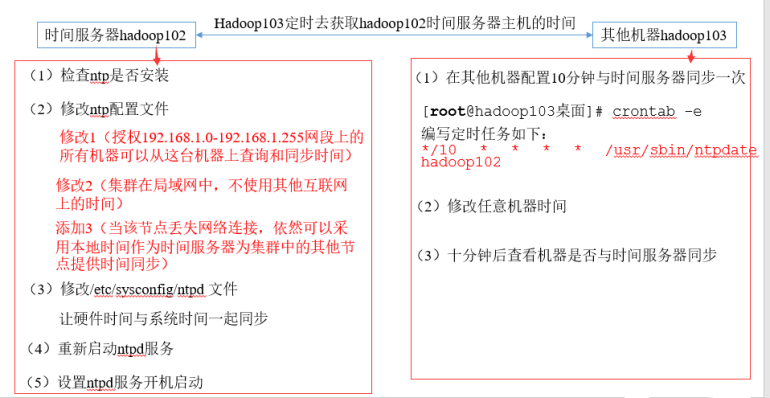 Hadoop103定时去获取hadoop102时间服务器主机的时间
时间服务器hadoop102
其他机器hadoop103
（1）检查ntp是否安装
（2）修改ntp配置文件
修改1（授权192.168.1.0-192.168.1.255网段上的
所有机器可以从这台机器上查询和同步时间）
修改2（集群在局域网中，不使用其他互联网
上的时间）
添加3（当该节点丢失网络连接，依然可以采
用本地时间作为时间服务器为集群中的其他节
点提供时间同步）
（3）修改/etc/sysconfig/ntpd 文件
让硬件时间与系统时间一起同步
（4）重新启动ntpd服务
（5）设置ntpd服务开机启动
（1）在其他机器配置10分钟与时间服务器同步一次
[root@hadoop103桌面]# crontab -e
编写定时任务如下：
*/10 * * * * /usr/sbin/ntpdate
hadoop102
（2）修改任意机器时间
（3）十分钟后查看机器是否与时间服务器同步